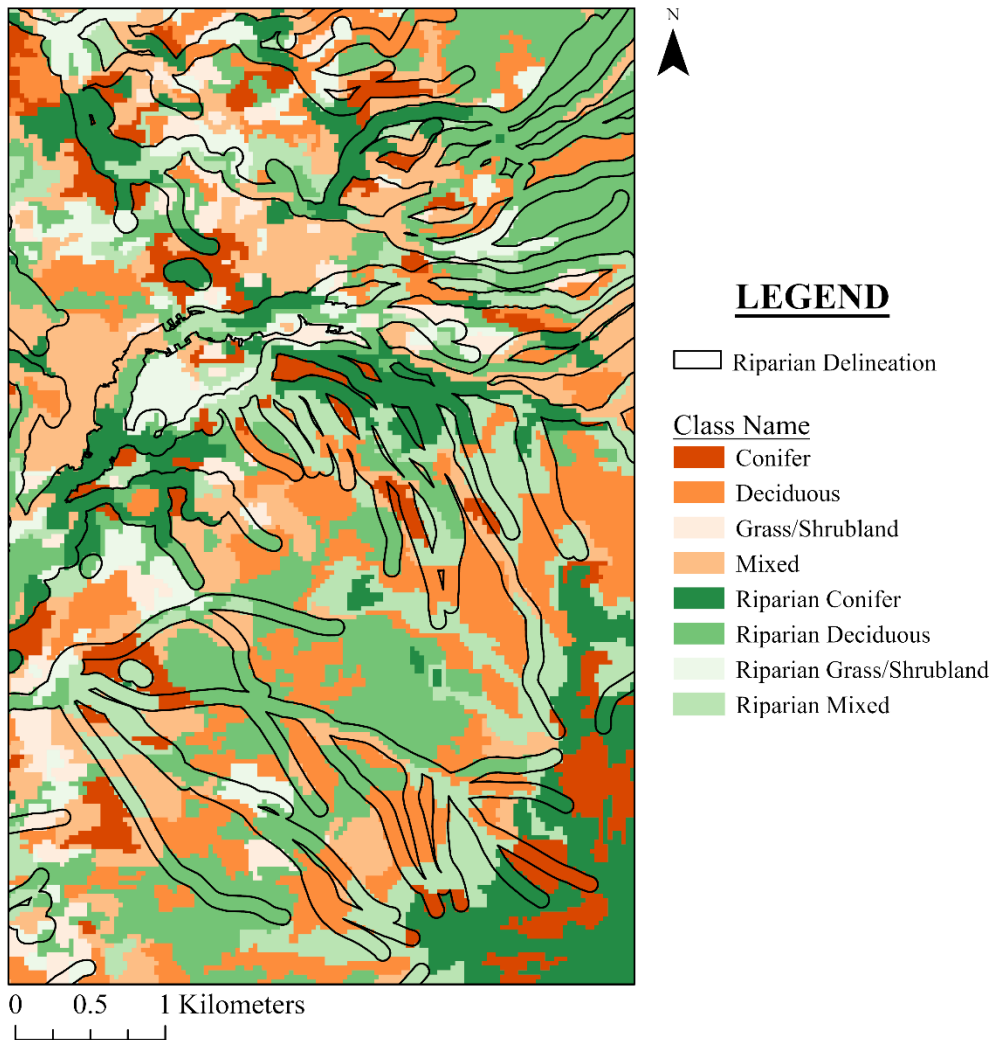 N
LEGEND
Riparian Delineation
Class Name
Conifer
Deciduous
Grass/Shrubland
Mixed
Riparian Conifer
Riparian Deciduous
Riparian Grass/Shrubland
Riparian Mixed
0 0.5 1 Kilometers